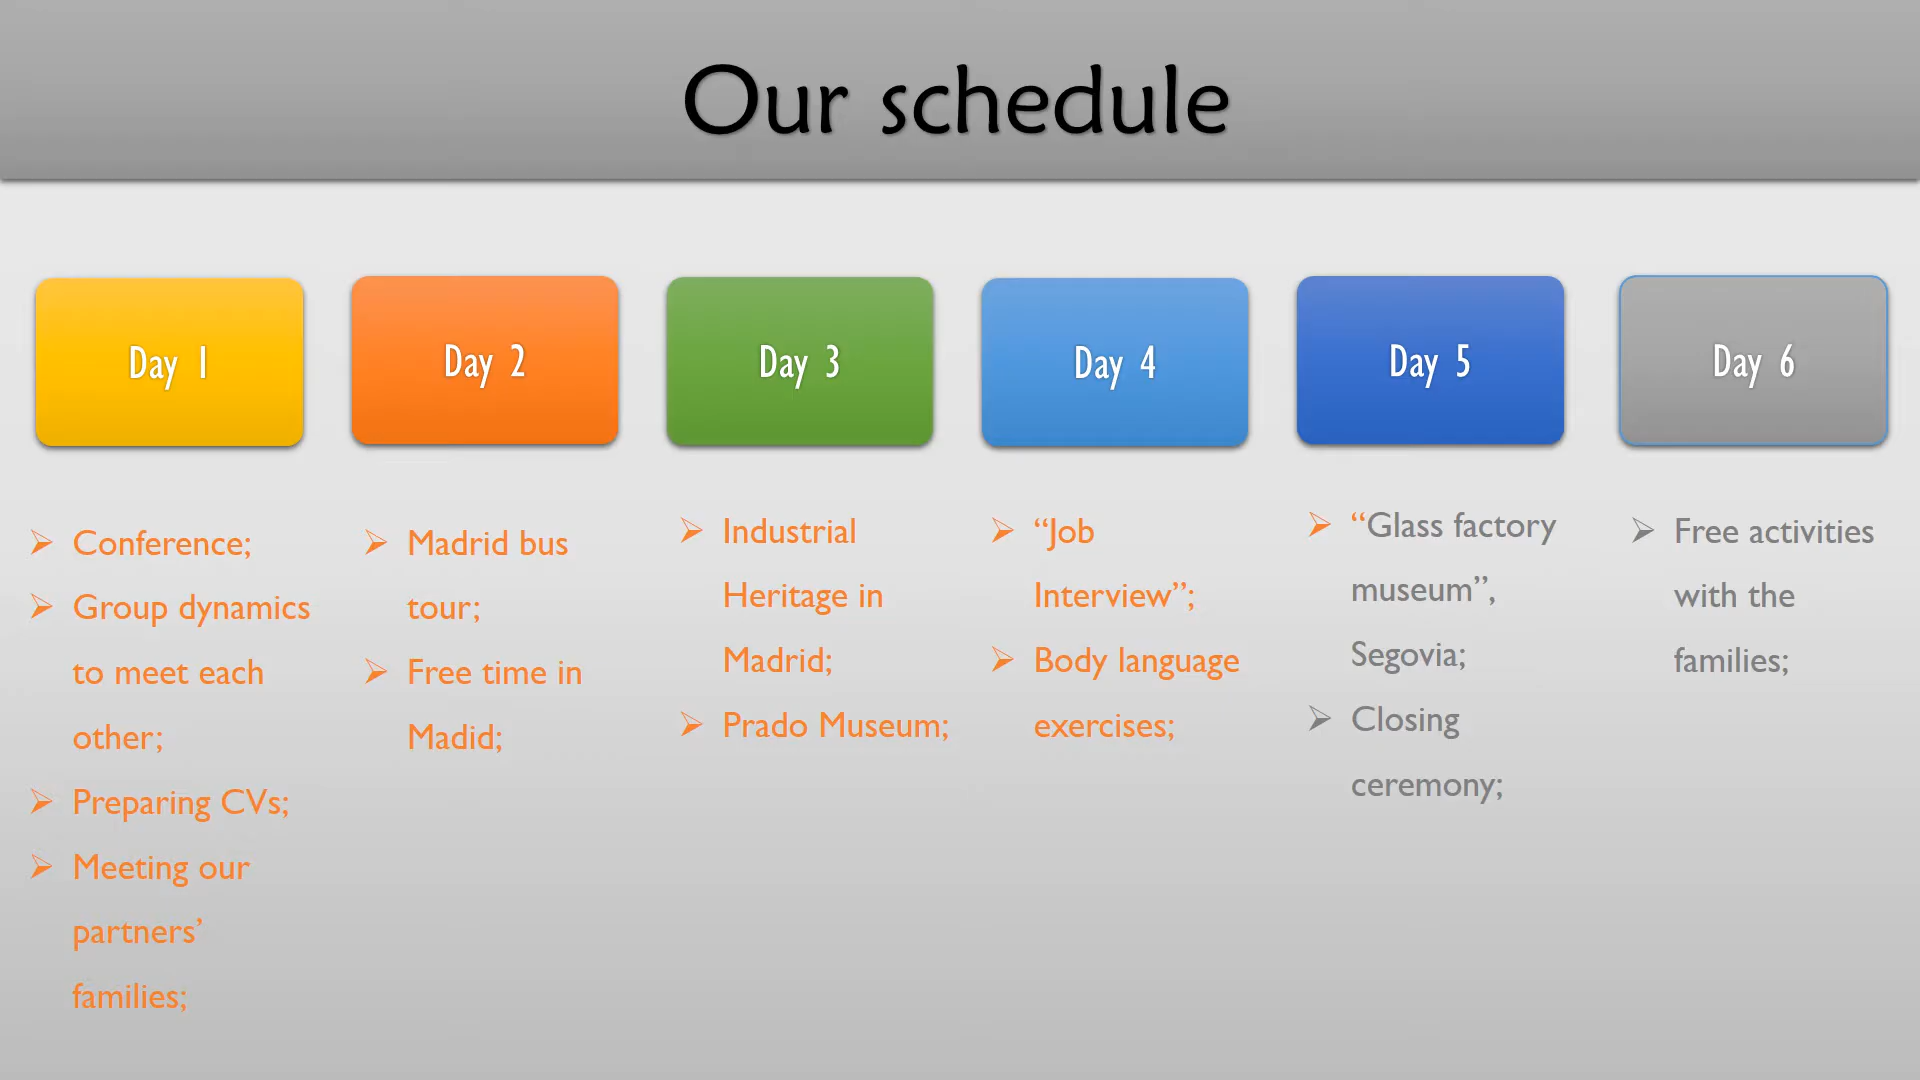 Our schedule
Day 1
Day 2
Day 3
Day 4
Day 5
Day 6
Conference;
Group dynamics
to meet each
other;
Preparing CVs;
Meeting our
partners’
families;
Madrid bus
tour;
Free time in
Madid;
Industrial
Heritage in
Madrid;
Prado Museum;
“Job
Interview”;
Body language
exercises;
“Glass factory
museum”,
Segovia;
Closing
ceremony;
Free activities
with the
families;